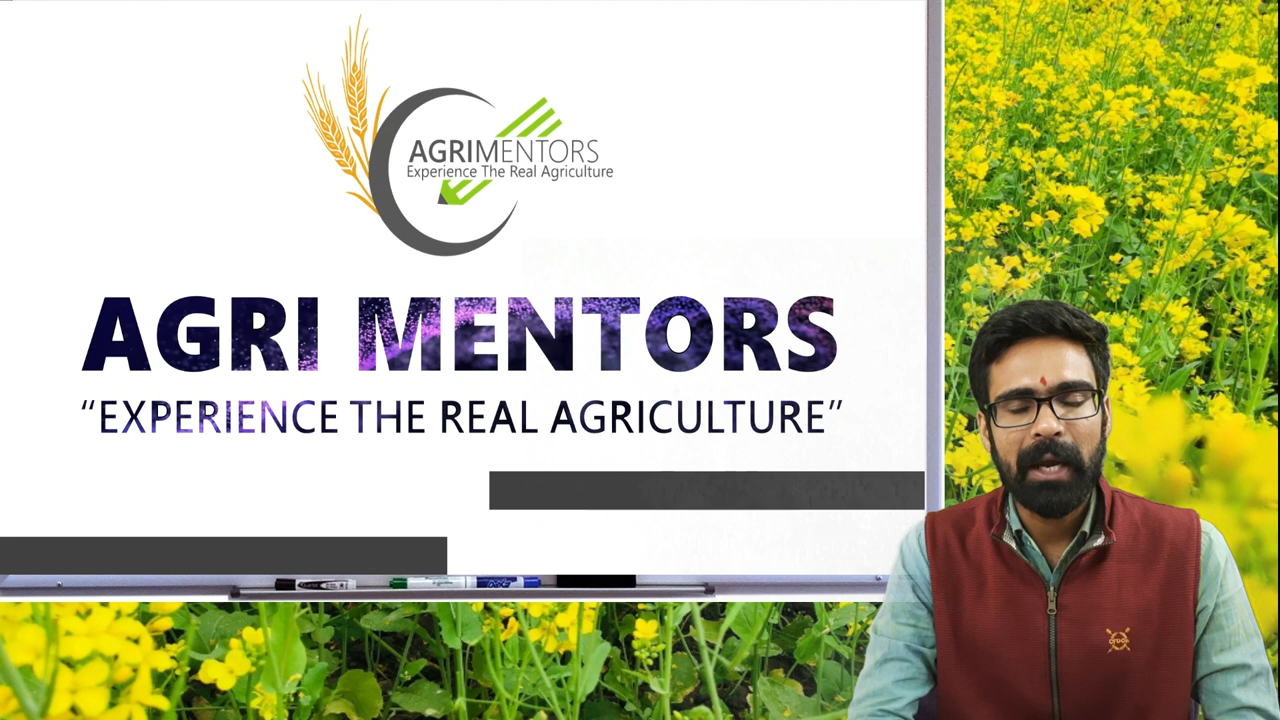 AGRIMENTORS
Experience The Real Agriculture
AGRI MENTORS
“EXPERIENCE THE REAL AGRICULTURE”